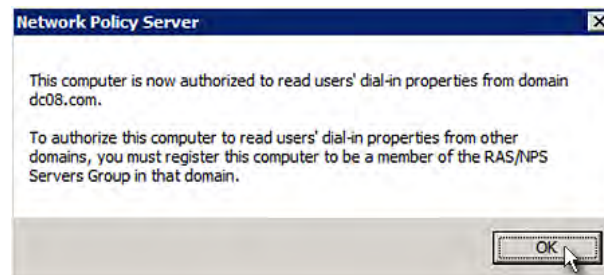 Network Policy Server
This computer is now authorized to read users' dial-in properties from domain
dc08.com.
To authorize this computer to read users' dial-in properties from other
domains, you must register this computer to be a member of the RAS/NPS
Servers Group in that domain.
OK